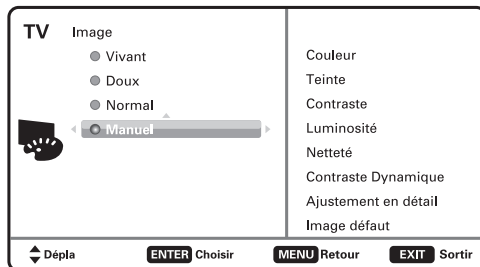 TV Image
Vivant
Doux
Normal
Manuel
Couleur
Teinte
Contraste
Luminosité
Netteté
Contraste Dynamique
Ajustement en détail
Image défaut
Dépla ENTER Choisir MENU Retour EXIT Sortir